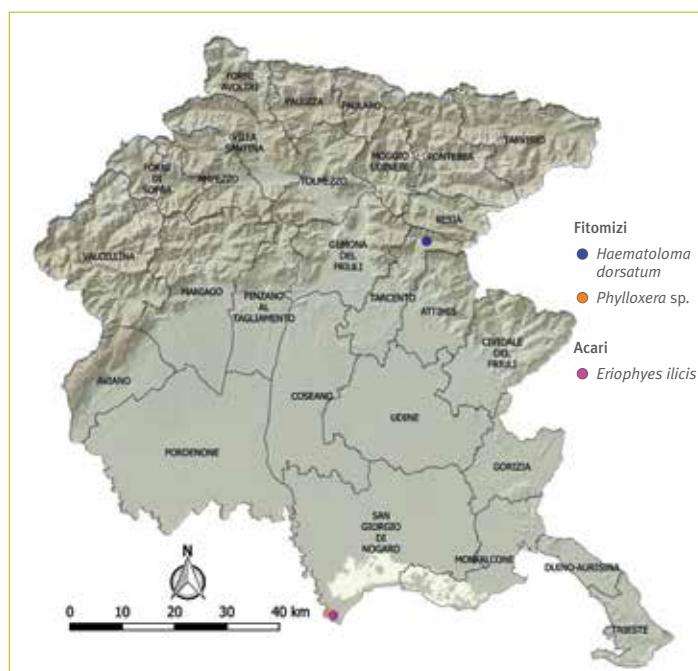 FORNI
AVOLTRI
PALUZZA
PAULARO
VILLA
SANTINA
TARVISIO
MOGGIO
UDINESE
PONTEBBA
FORNI
DI
SOPRA
AMPEZZO
TOLMEZZO
RESIA
VALCELLINA
GEMONA
DEL
FRIULI
MANIAGO
PINZANO
AL
TAGLIAMENTO
TARCENTO
ATTIMIS
CIVIDALE
DEL
FRIULI
AVIANO
COSEANO
UDINE
PORDENONE
GORIZIA
SAN
GIORGIO
DI
NOGARO
MONFALCONE
DUINO-AURISINA
TRIESTE
N
0 10 20 30 40 km
Fitomizi
Haematoloma
dorsatum
Phylloxera sp.
Acari
Eriophyes ilicis